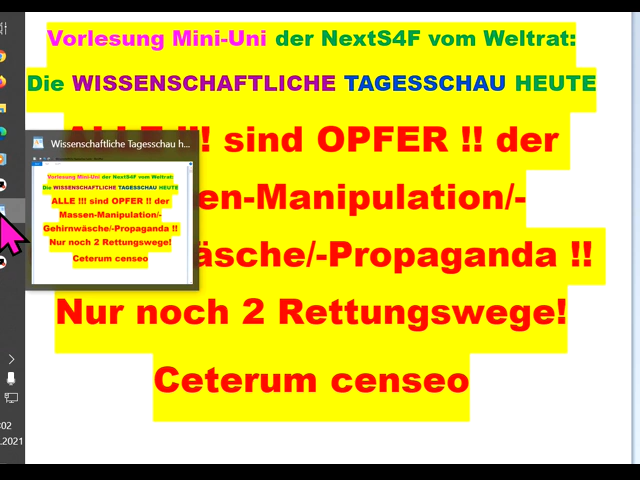 Vorlesung Mini-Uni der NextS4F vom Weltrat:
Die WISSENSCHAFTLICHE TAGESSCHAU HEUTE
ALLE !!! sind OPFER !! der
en-Manipulation/-
äsche/-Propaganda !!
Nur noch 2 Rettungswege!
Ceterum censeo
Wissenschaftliche Tagesschau h...
Vorlesung Mini-Uni der NextS4F vom Weltrat:
Die WISSENSCHAFTLICHE TAGESSCHAU HEUTE
ALLE !!! sind OPFER !! der
Massen-Manipulation/-
Gehirnwäsche/-Propaganda !!
Nur noch 2 Rettungswege!
Ceterum censeo
:02
.2021